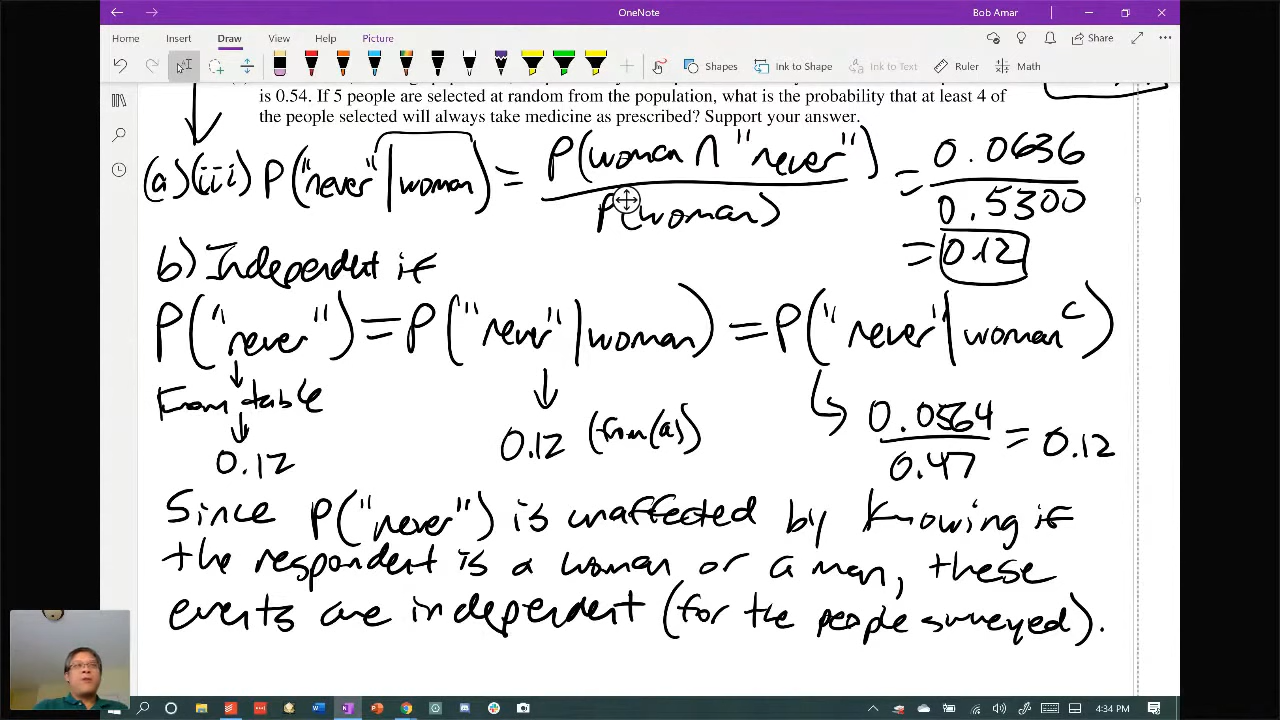 OneNote
Bob Amar
Home Insert Draw View Help Picture Share
Shapes Ink to Shape Ink to Text Ruler Math
is 0.54. If 5 people are selected at random from the population, what is the probability that at least 4 of
the people selected will always take medicine as prescribed? Support your answer.
(a)(iii) P("never" | woman) = P(woman ∩ "never") / P(woman) = 0.0636 / 0.5300
= 0.12
b) Independent if
P("never") = P("never" | woman) = P("never" | woman^c)
↓ From table ↓ 0.12
↓ 0.12 (from (a))
↳ 0.0564 / 0.47 = 0.12
Since P("never") is unaffected by knowing if
the respondent is a woman or a man, these
events are independent (for the people surveyed).
4:34 PM